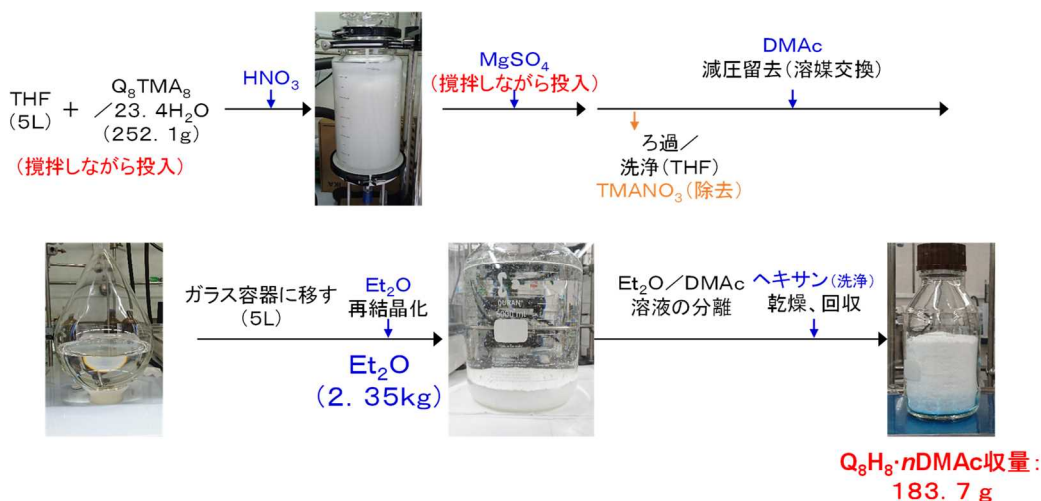 THF
(5L)
+
Q₈TMA₈
／23. 4H₂O
(252. 1g)
(撹拌しながら投入)
HNO₃
MgSO₄
(撹拌しながら投入)
DMAc
減圧留去(溶媒交換)
ろ過／
洗浄(THF)
TMANO₃(除去)
ガラス容器に移す
(5L)
Et₂O
再結晶化
Et₂O
(2. 35kg)
DURAN
5000 ml
Et₂O／DMAc
溶液の分離
ヘキサン(洗浄)
乾燥、回収
Q₈H₈·nDMAc収量：
183. 7 g